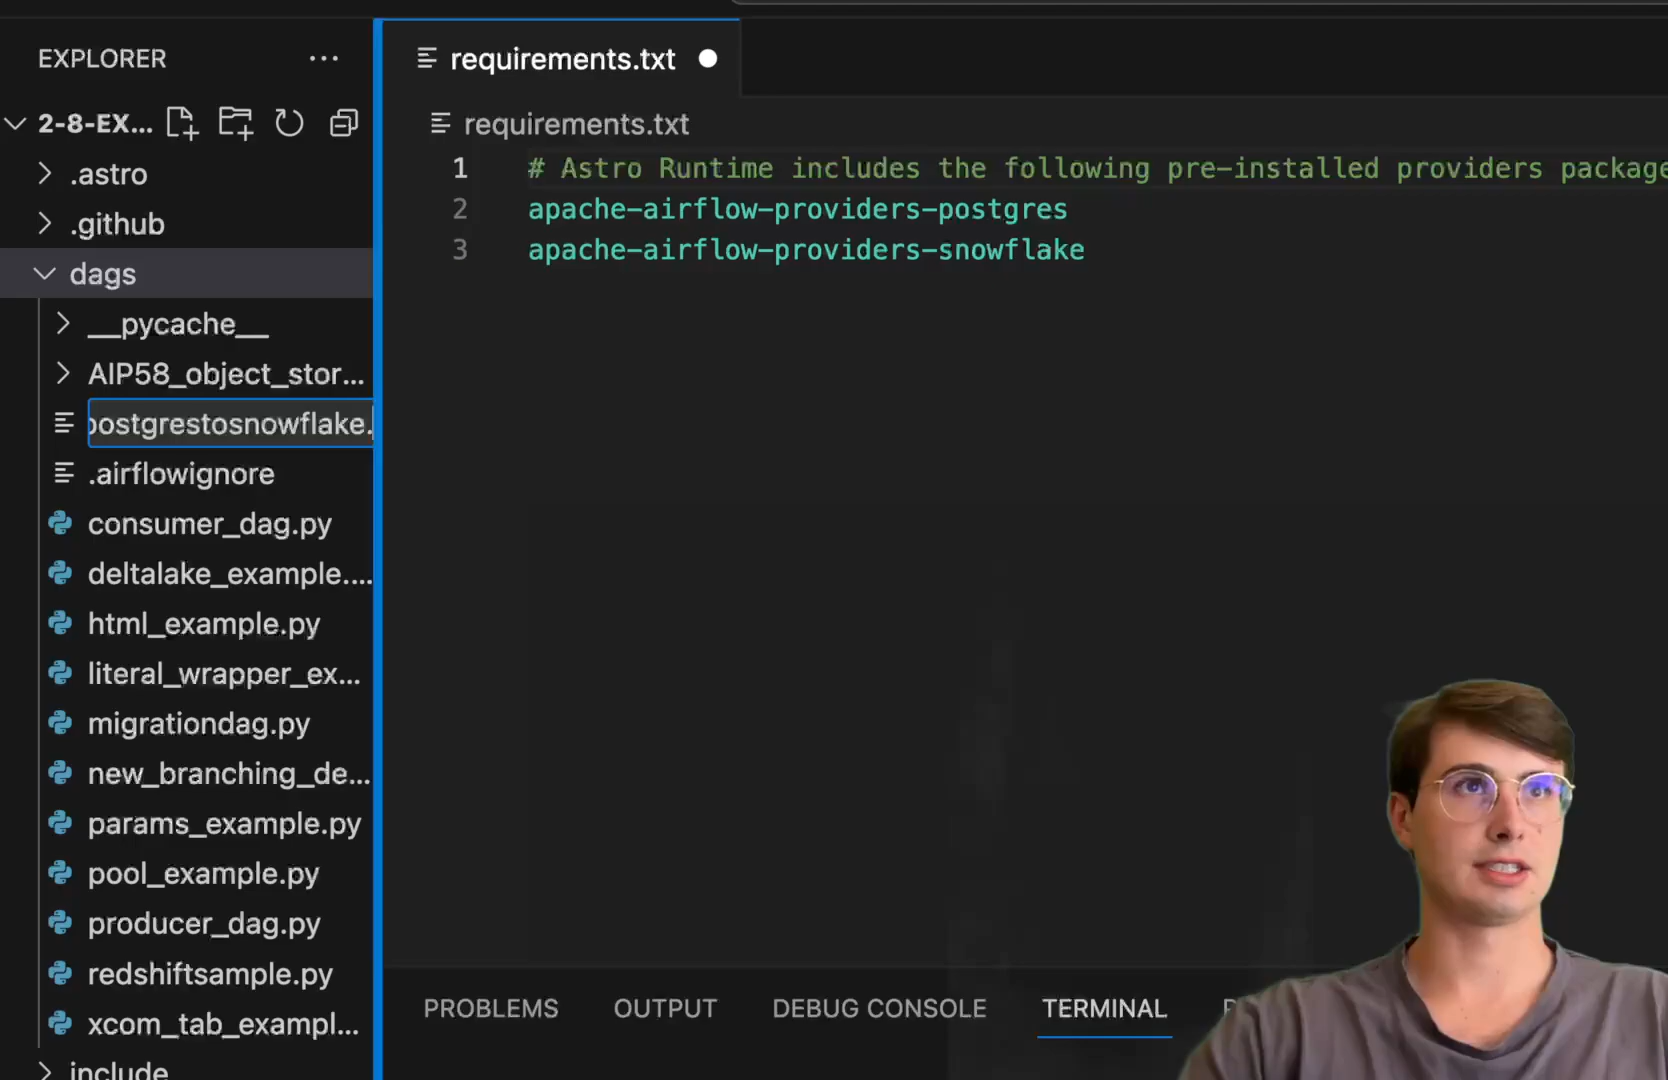 EXPLORER
2-8-EX...
.astro
.github
dags
__pycache__
AIP58_object_stor...
postgrestosnowflake.
.airflowignore
consumer_dag.py
deltalake_example....
html_example.py
literal_wrapper_ex...
migrationdag.py
new_branching_de...
params_example.py
pool_example.py
producer_dag.py
redshiftsample.py
xcom_tab_exampl...
include
requirements.txt
requirements.txt
1 # Astro Runtime includes the following pre-installed providers package
2 apache-airflow-providers-postgres
3 apache-airflow-providers-snowflake
PROBLEMS OUTPUT DEBUG CONSOLE TERMINAL